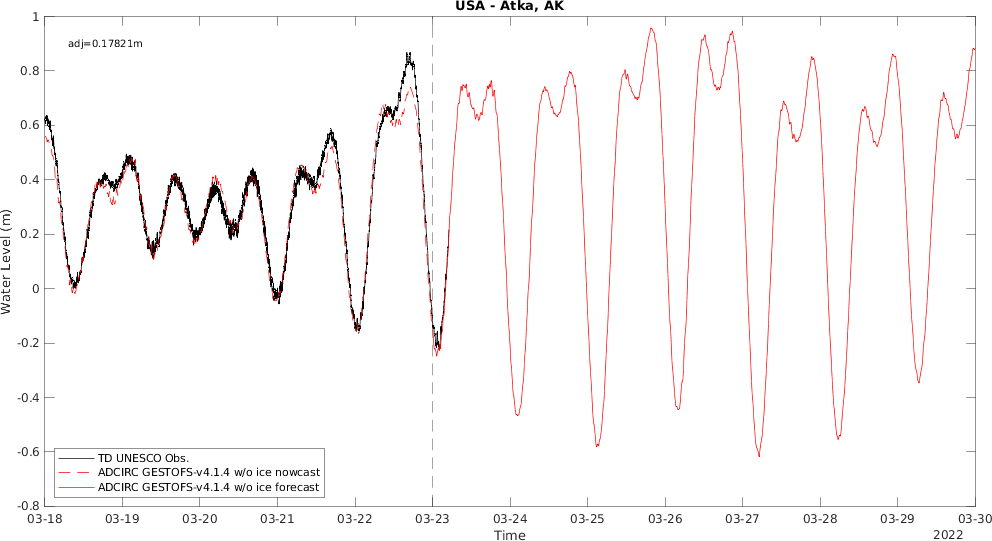 USA - Atka, AK
adj=0.17821m
1
0.8
0.6
0.4
0.2
0
-0.2
-0.4
-0.6
-0.8
Water Level (m)
TD UNESCO Obs.
ADCIRC GESTOFS-v4.1.4 w/o ice nowcast
ADCIRC GESTOFS-v4.1.4 w/o ice forecast
03-18 03-19 03-20 03-21 03-22 03-23 03-24 03-25 03-26 03-27 03-28 03-29 03-30
Time
2022